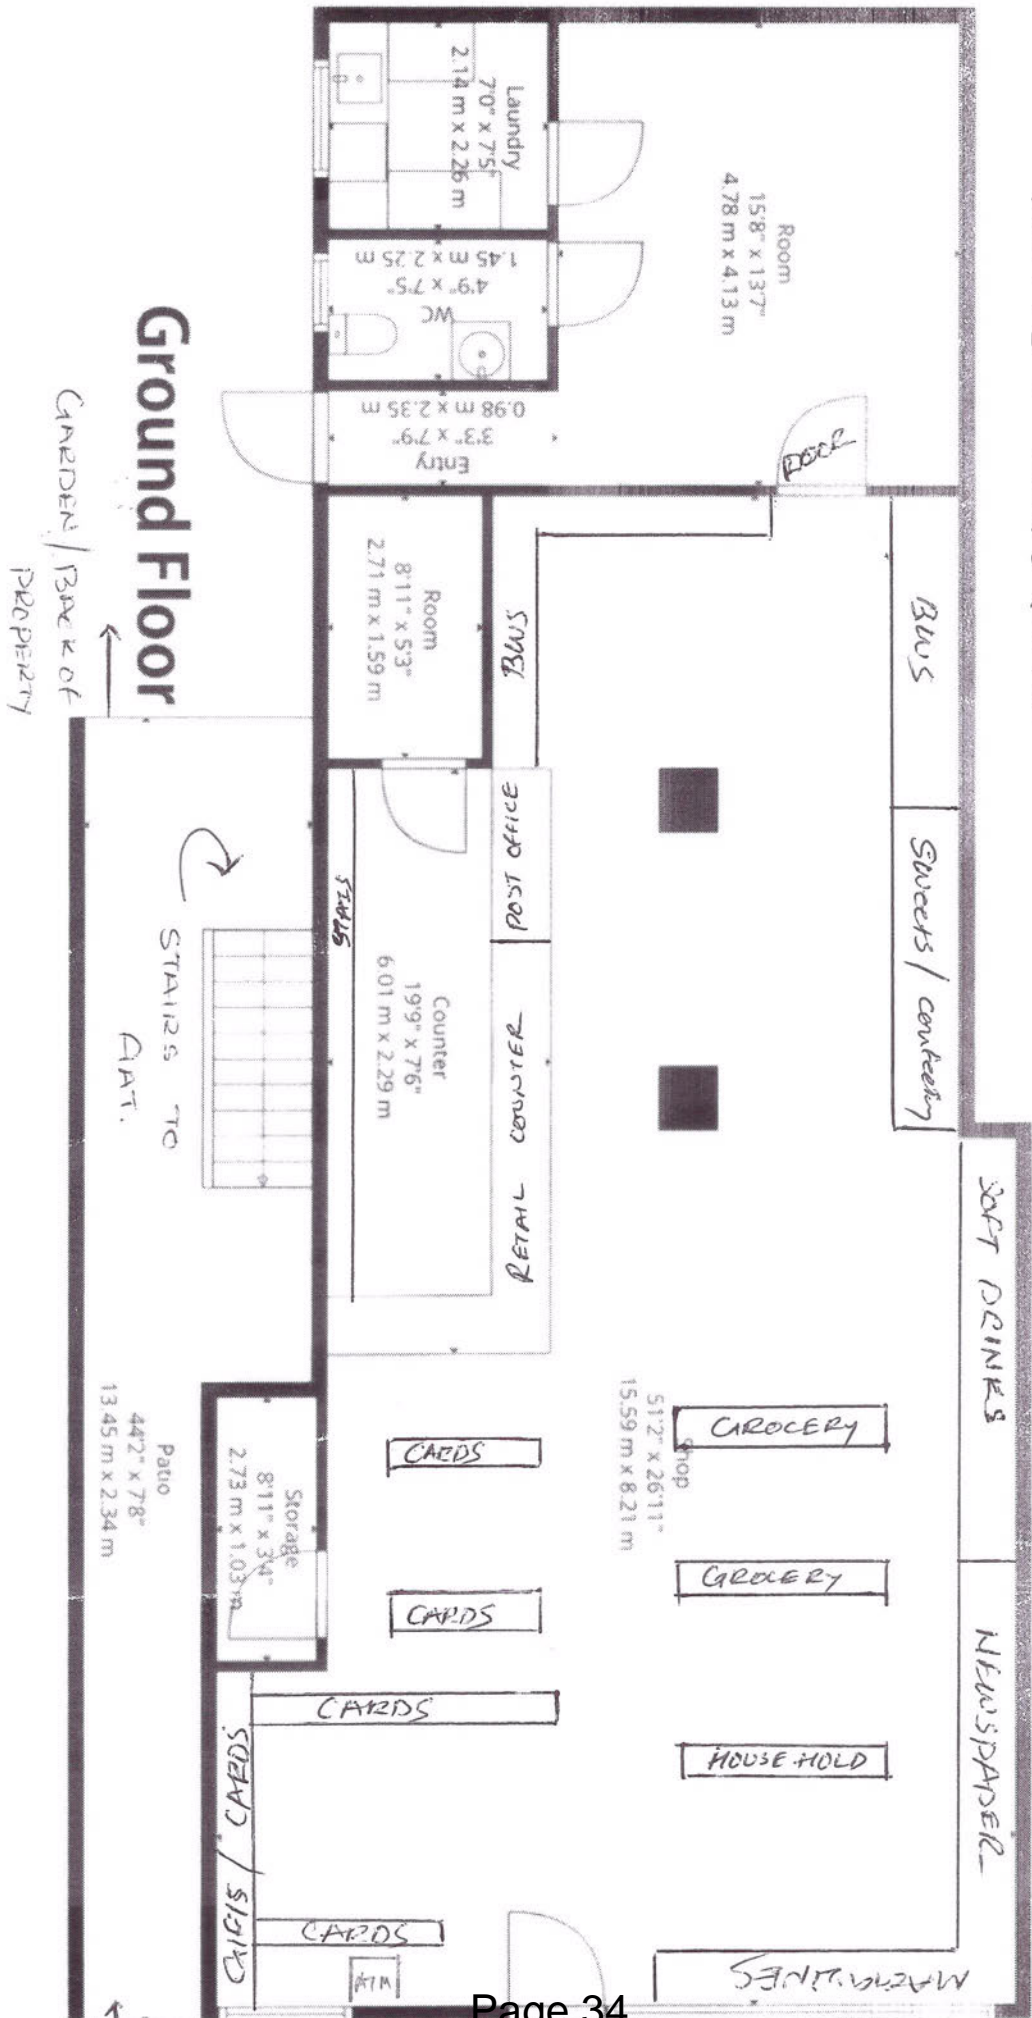 Laundry
7'0" x 7'5"
2.14 m x 2.26 m
Room
15'8" x 13'7"
4.78 m x 4.13 m
WC
4'9" x 7'5"
1.45 m x 2.25 m
Entry
3'3" x 7'9"
0.98 m x 2.35 m
DOOR
Ground Floor
GARDEN / BACK OF
PROPERTY
Room
8'11" x 5'3"
2.71 m x 1.59 m
BWS
BWS
POST OFFICE
Sweets /
STAIRS TO
Counter
19'9" x 7'6"
6.01 m x 2.29 m
RETAIL COUNTER
SOFT DRINKS
Shop
51'2" x 26'11"
15.59 m x 8.21 m
GROCERY
CARDS
Patio
44'2" x 7'8"
13.45 m x 2.34 m
Storage
8'11" x 3'4"
2.73 m x 1.03 m
GROCERY
CARDS
NEWSPAPER
CARDS
HOUSE HOLD
GIFTS / CARDS
CARDS
ATM
MAGAZINES
Page 34